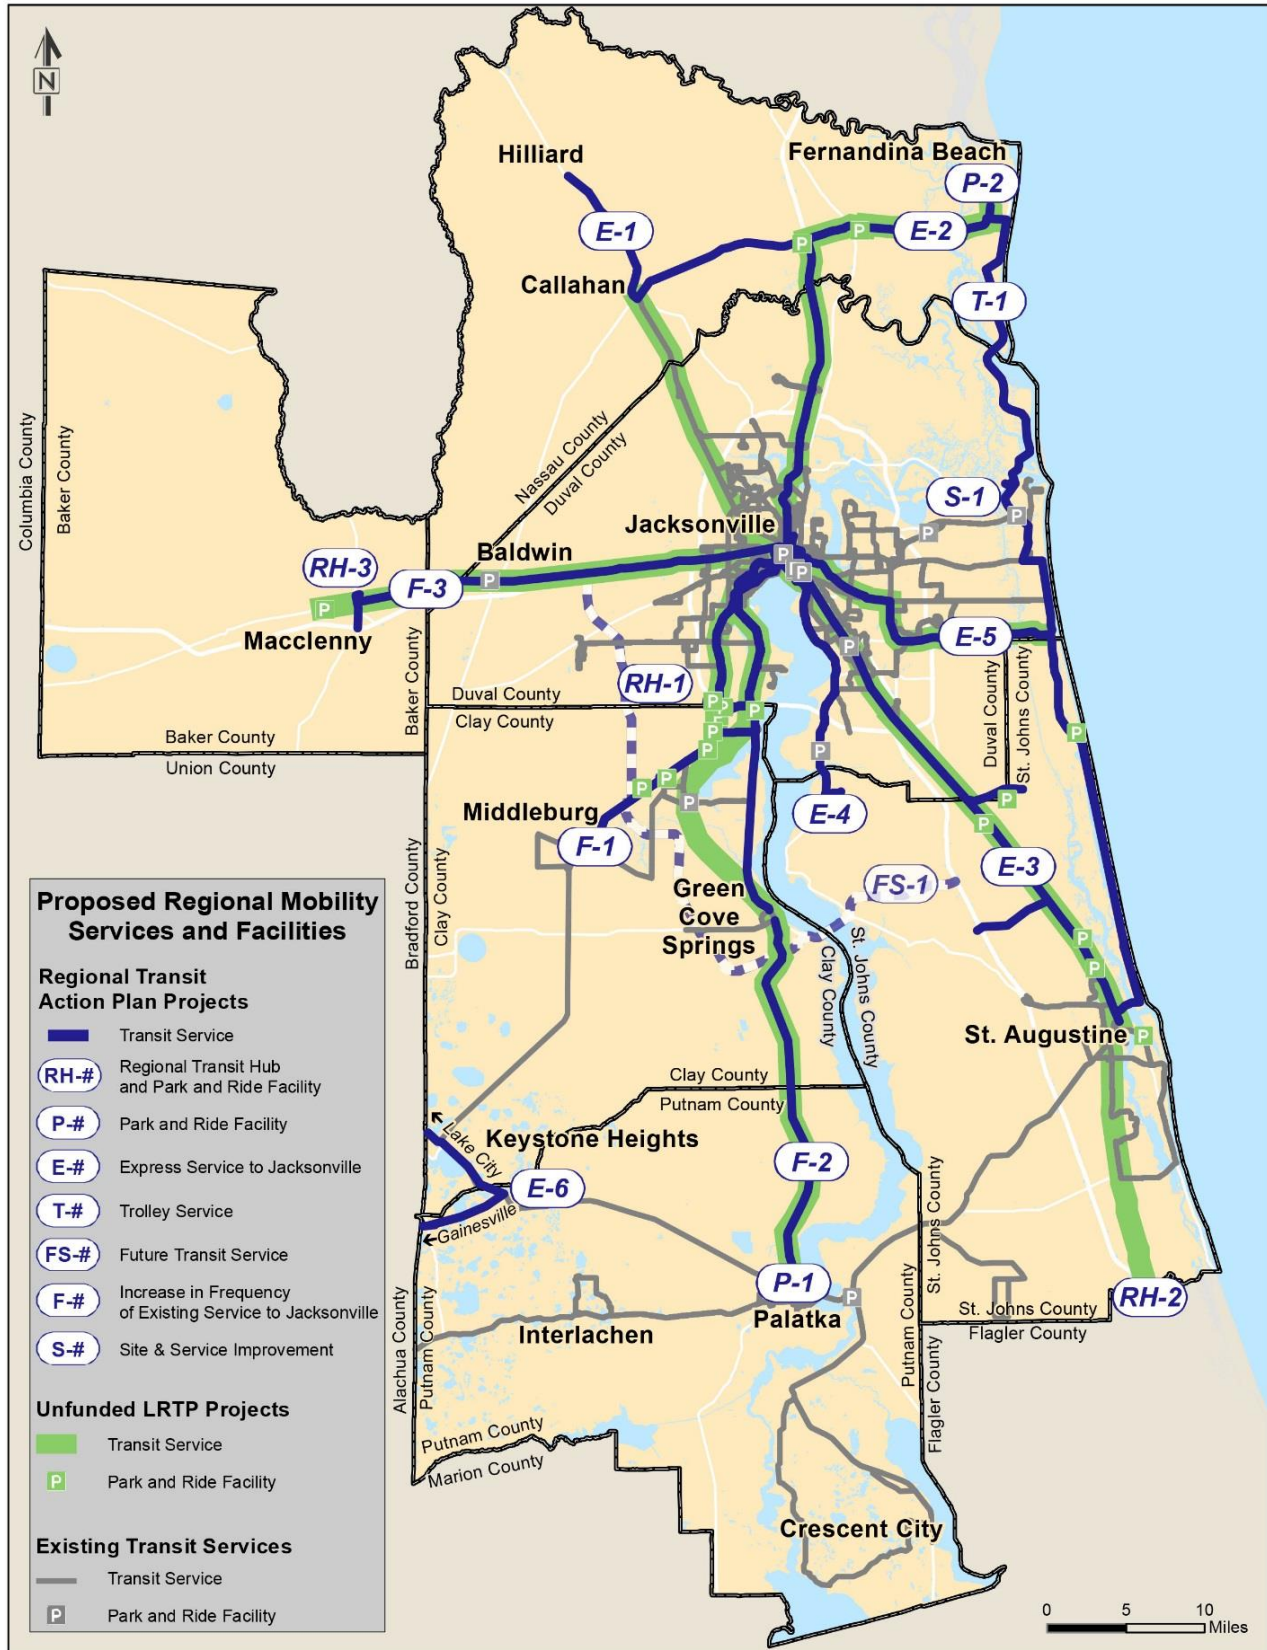 N
Hilliard
Fernandina Beach
P-2
E-1
E-2
Callahan
T-1
P
P
Columbia County
Baker County
Nassau County
Duval County
S-1
Jacksonville
P
P
Baldwin
RH-3
F-3
P
P
P
P
P
Macclenny
E-5
P
RH-1
Baker County
Duval County
Clay County
Duval County
St. Johns County
Baker County
Union County
P
P
P
P
P
P
P
P
P
P
E-4
P
P
Middleburg
F-1
E-3
FS-1
Green
Cove
Springs
Bradford County
Clay County
Clay County
St. Johns County
P
P
St. Augustine
P
Clay County
Putnam County
Lake City
Keystone Heights
E-6
Gainesville
F-2
St. Johns County
P-1
P
Palatka
RH-2
St. Johns County
Flagler County
Interlachen
Alachua County
Putnam County
Putnam County
Flagler County
Putnam County
Marion County
Crescent City
Proposed Regional Mobility
Services and Facilities
Regional Transit
Action Plan Projects
Transit Service
RH-# Regional Transit Hub
and Park and Ride Facility
P-# Park and Ride Facility
E-# Express Service to Jacksonville
T-# Trolley Service
FS-# Future Transit Service
F-# Increase in Frequency
of Existing Service to Jacksonville
S-# Site & Service Improvement
Unfunded LRTP Projects
Transit Service
P Park and Ride Facility
Existing Transit Services
Transit Service
P Park and Ride Facility
0 5 10
Miles